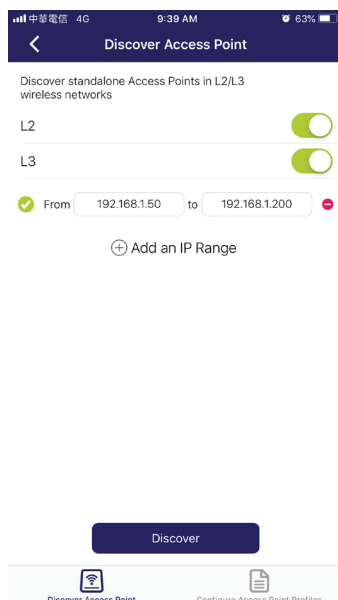 中華電信 4G 9:39 AM 63%
Discover Access Point
Discover standalone Access Points in L2/L3
wireless networks
L2
L3
From 192.168.1.50 to 192.168.1.200
Add an IP Range
Discover
Discover Access Point Configure Access Point Profiles